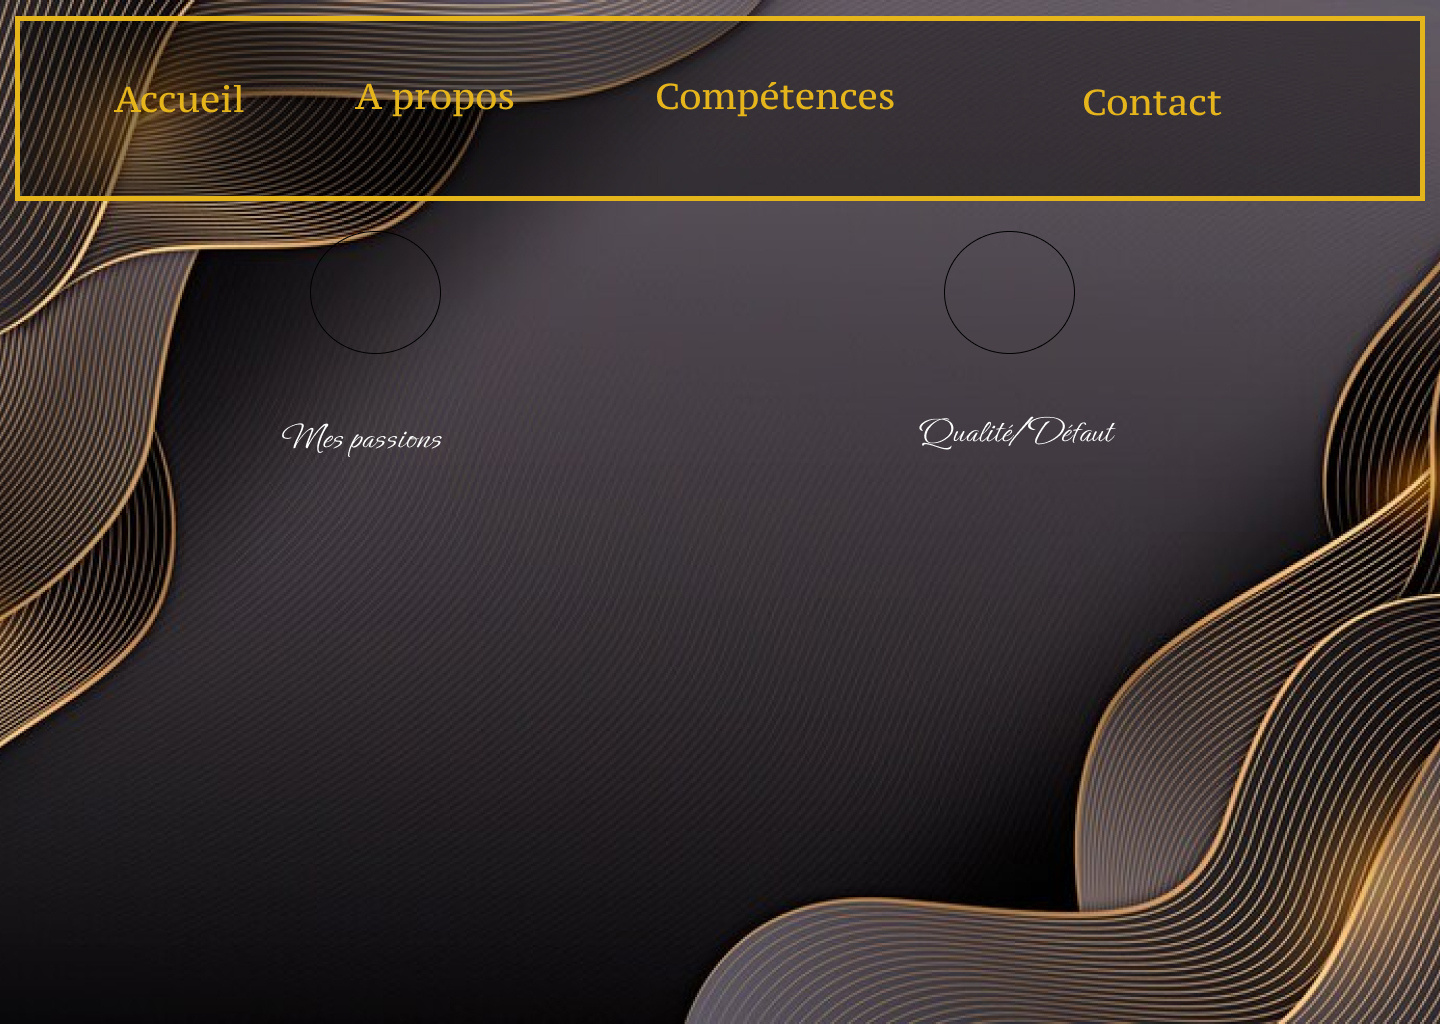 Accueil A propos Compétences Contact
Mes passions Qualité/Défaut